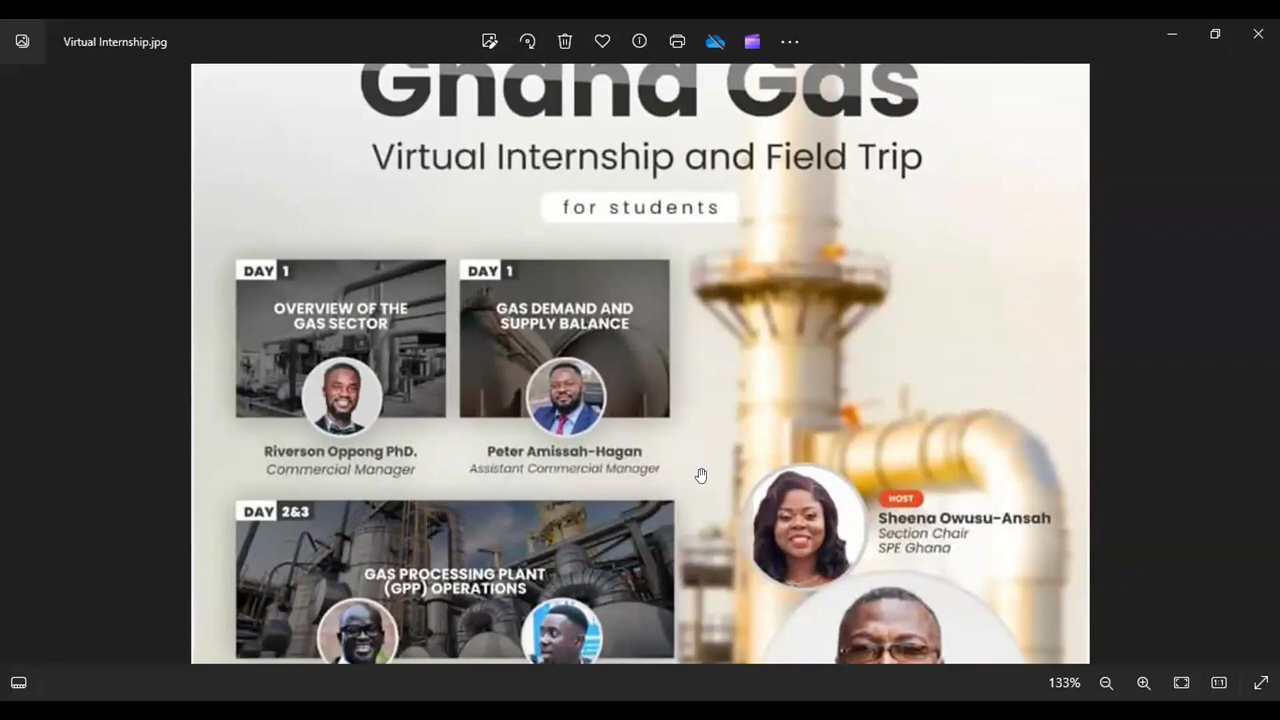 Virtual Internship.jpg
Ghana Gas
Virtual Internship and Field Trip
for students
DAY 1
OVERVIEW OF THE
GAS SECTOR
Riverson Oppong PhD.
Commercial Manager
DAY 1
GAS DEMAND AND
SUPPLY BALANCE
Peter Amissah-Hagan
Assistant Commercial Manager
HOST
Sheena Owusu-Ansah
Section Chair
SPE Ghana
DAY 2&3
GAS PROCESSING PLANT
(GPP) OPERATIONS
133%
1:1